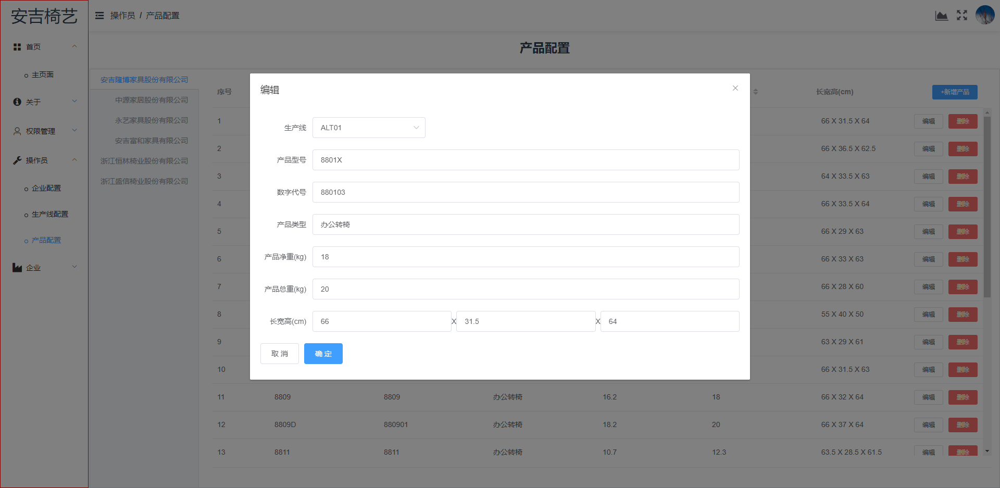 安吉椅艺
操作员 / 产品配置
首页
主页面
关于
权限管理
操作员
企业配置
生产线配置
产品配置
企业
产品配置
安吉隆博家具股份有限公司
中源家居股份有限公司
永艺家具股份有限公司
安吉富和家具有限公司
浙江恒林椅业股份有限公司
浙江盛信椅业股份有限公司
序号 长宽高(cm) +新增产品
1 66 X 31.5 X 64 编辑 删除
2 66 X 36.5 X 62.5 编辑 删除
3 64 X 33.5 X 63 编辑 删除
4 66 X 33.5 X 64 编辑 删除
5 66 X 29 X 63 编辑 删除
6 66 X 33 X 63 编辑 删除
7 66 X 28 X 60 编辑 删除
8 55 X 40 X 50 编辑 删除
9 63 X 29 X 61 编辑 删除
10 66 X 31.5 X 63 编辑 删除
11 8809 8809 办公转椅 16.2 18 66 X 32 X 64 编辑 删除
12 8809D 880901 办公转椅 18.2 20 66 X 37 X 64 编辑 删除
13 8811 8811 办公转椅 10.7 12.3 63.5 X 28.5 X 61.5 编辑 删除
编辑
生产线 ALT01
产品型号 8801X
数字代号 880103
产品类型 办公转椅
产品净重(kg) 18
产品总重(kg) 20
长宽高(cm) 66 X 31.5 X 64
取 消 确 定